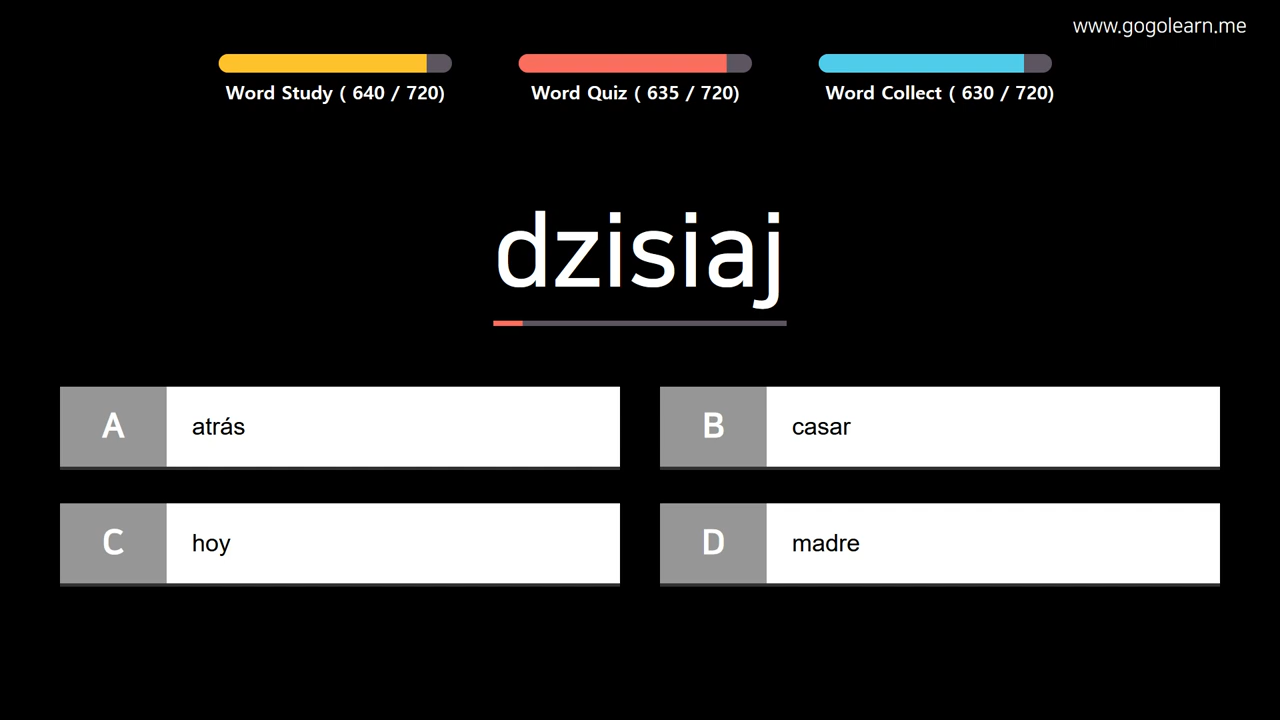 www.gogolearn.me
Word Study ( 640 / 720)
Word Quiz ( 635 / 720)
Word Collect ( 630 / 720)
dzisiaj
A atrás
B casar
C hoy
D madre